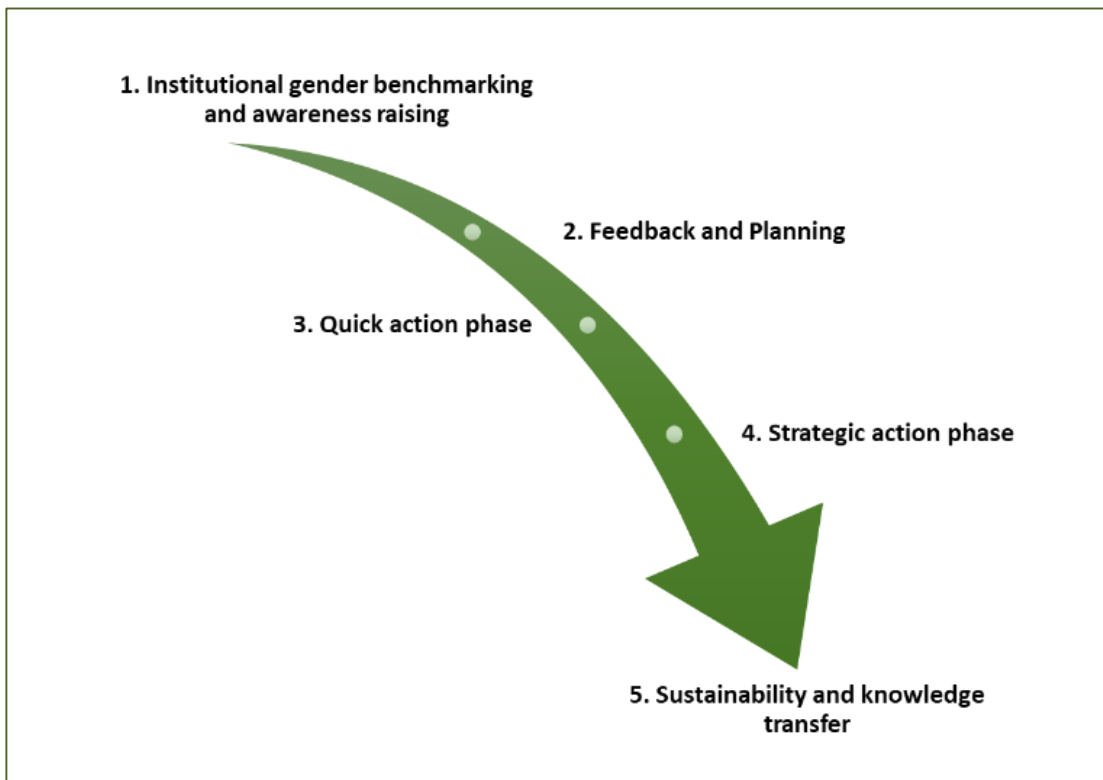 1. Institutional gender benchmarking
and awareness raising
2. Feedback and Planning
3. Quick action phase
4. Strategic action phase
5. Sustainability and knowledge
transfer